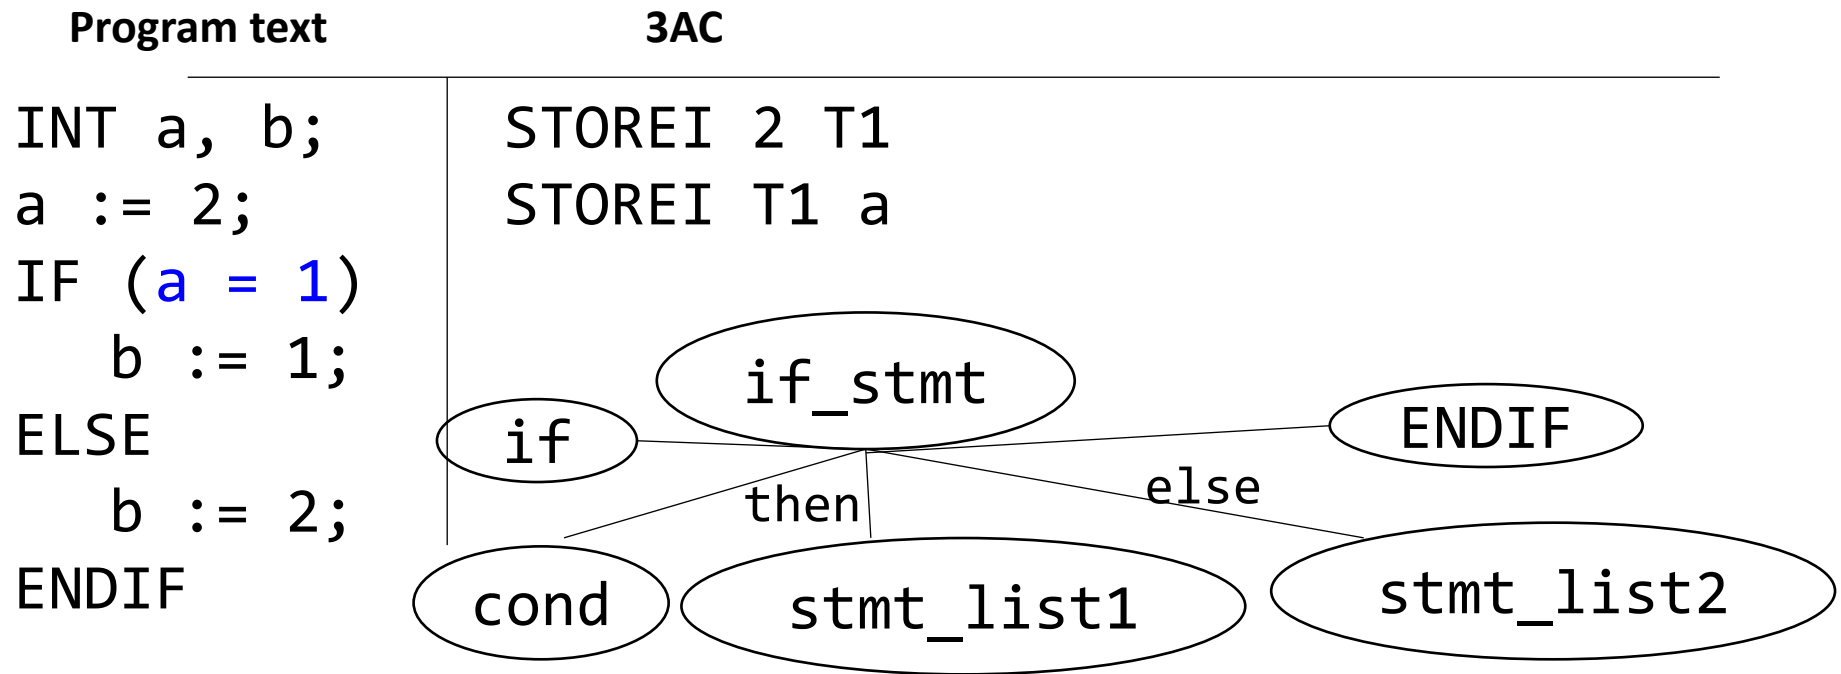 Program text 3AC
INT a, b; STOREI 2 T1
a := 2; STOREI T1 a
IF (a = 1)
b := 1;
ELSE
b := 2;
ENDIF
if_stmt
if
ENDIF
then
else
cond
stmt_list1
stmt_list2